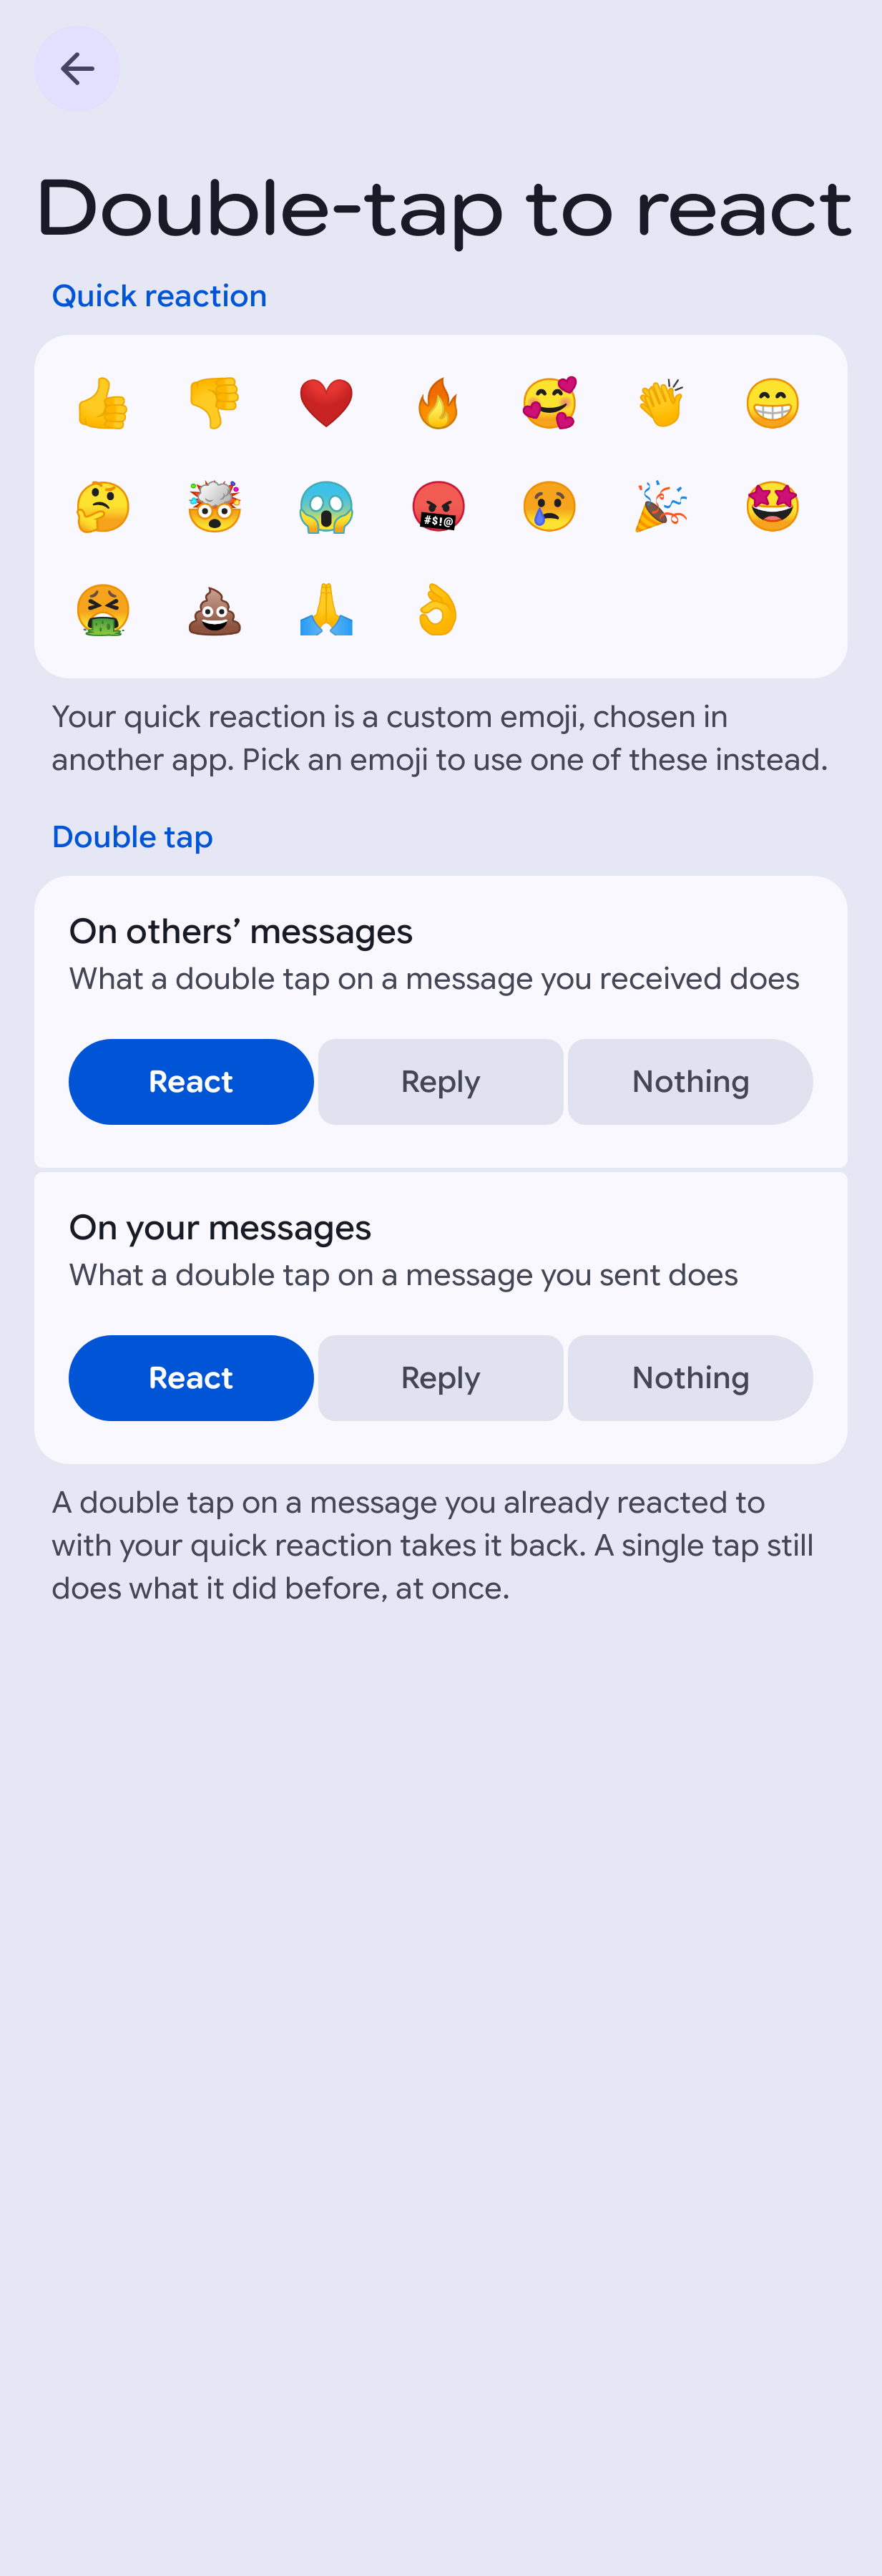 Double-tap to react
Quick reaction
#$!@
Your quick reaction is a custom emoji, chosen in
another app. Pick an emoji to use one of these instead.
Double tap
On others’ messages
What a double tap on a message you received does
React Reply Nothing
On your messages
What a double tap on a message you sent does
React Reply Nothing
A double tap on a message you already reacted to
with your quick reaction takes it back. A single tap still
does what it did before, at once.